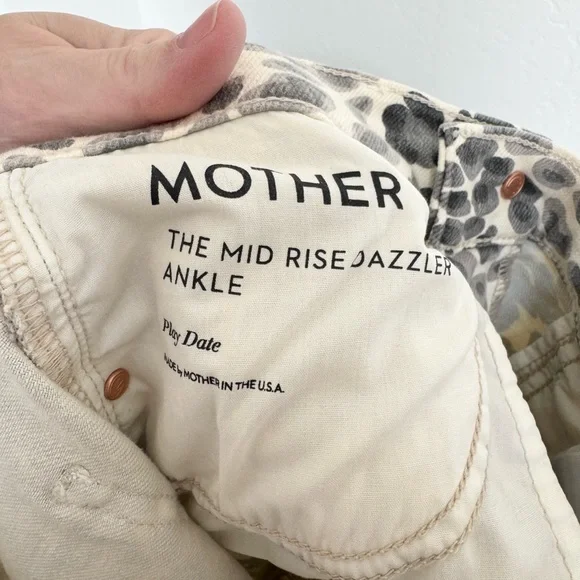 MOTHER
THE MID RISE DAZZLER
ANKLE
Play Date
MADE by MOTHER IN THE U.S.A.